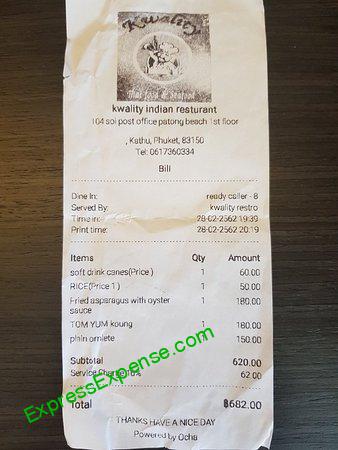 Kwality
Thai food & Seafood
kwality indian resturant
104 soi post office patong beach 1st floor
, Kathu, Phuket, 83150
Tel: 0617360334
Bill
Dine In: ready caller - 8
Served By: kwality restro
Time in: 28-02-2562 19:39
Print time: 28-02-2562 20:19
Items Qty Amount
soft drink canes(Price ) 1 60.00
RICE(Price 1 ) 1 50.00
Fried asparagus with oyster 1 180.00
sauce
TOM YUM koung 1 180.00
plain omlete 1 150.00
Subtotal 620.00
Service Charge 10% 62.00
Total ฿682.00
THANKS HAVE A NICE DAY
Powered by Ocha
ExpressExpense.com